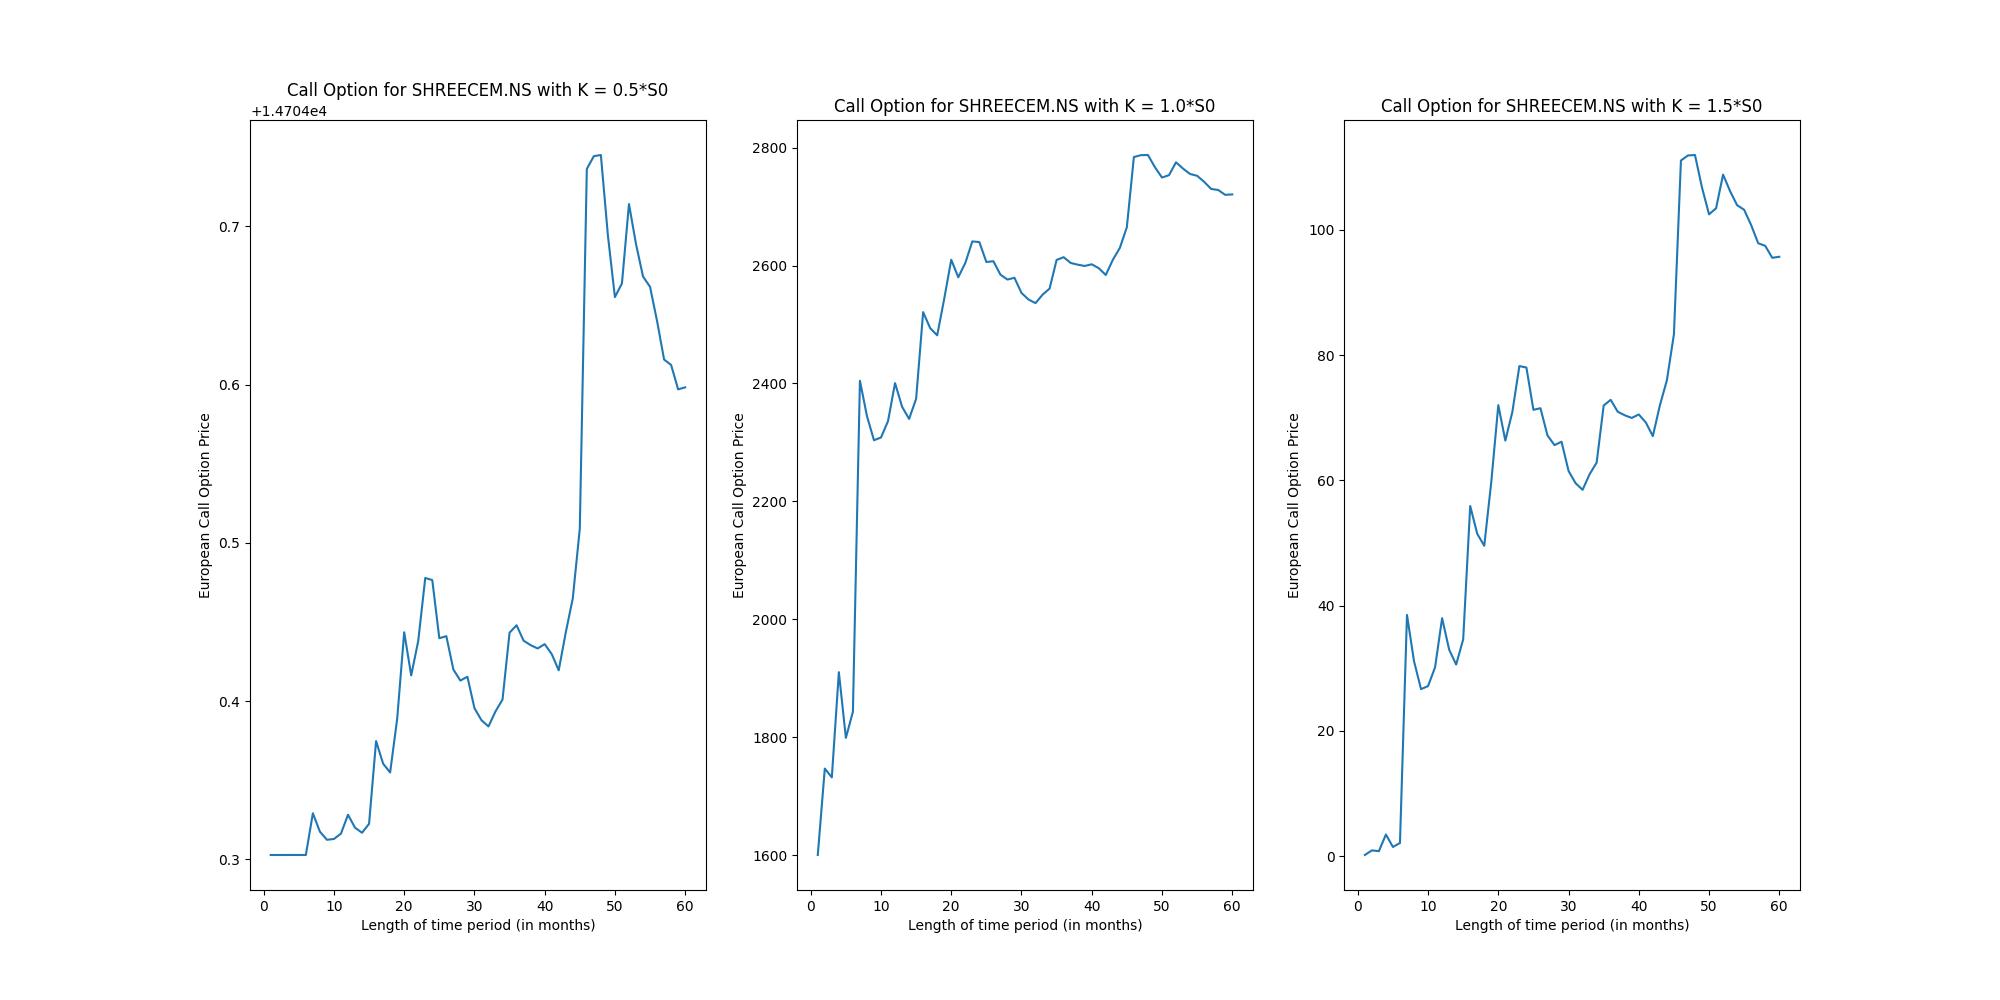 Call Option for SHREECEM.NS with K = 0.5*S0
+1.4704e4
0.7
0.6
0.5
0.4
0.3
European Call Option Price
0 10 20 30 40 50 60
Length of time period (in months)
Call Option for SHREECEM.NS with K = 1.0*S0
2800
2600
2400
2200
2000
1800
1600
European Call Option Price
0 10 20 30 40 50 60
Length of time period (in months)
Call Option for SHREECEM.NS with K = 1.5*S0
100
80
60
40
20
0
European Call Option Price
0 10 20 30 40 50 60
Length of time period (in months)